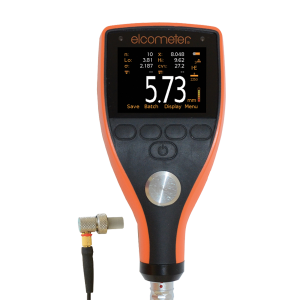 elcometer
n: 10 x̄: 8.048
Lo: 3.81 Hi: 9.62
σ: 2.187 cv%: 27.2
5.73 mm
Save Batch Display Menu